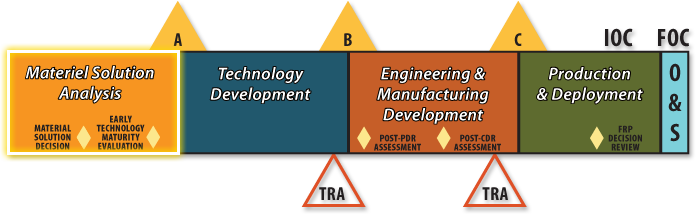 A
B
C
IOC
FOC
Materiel Solution
Analysis
Technology
Development
Engineering &
Manufacturing
Development
Production
& Deployment
O
&
S
MATERIAL
SOLUTION
DECISION
EARLY
TECHNOLOGY
MATURITY
EVALUATION
POST-PDR
ASSESSMENT
POST-CDR
ASSESSMENT
FRP
DECISION
REVIEW
TRA
TRA